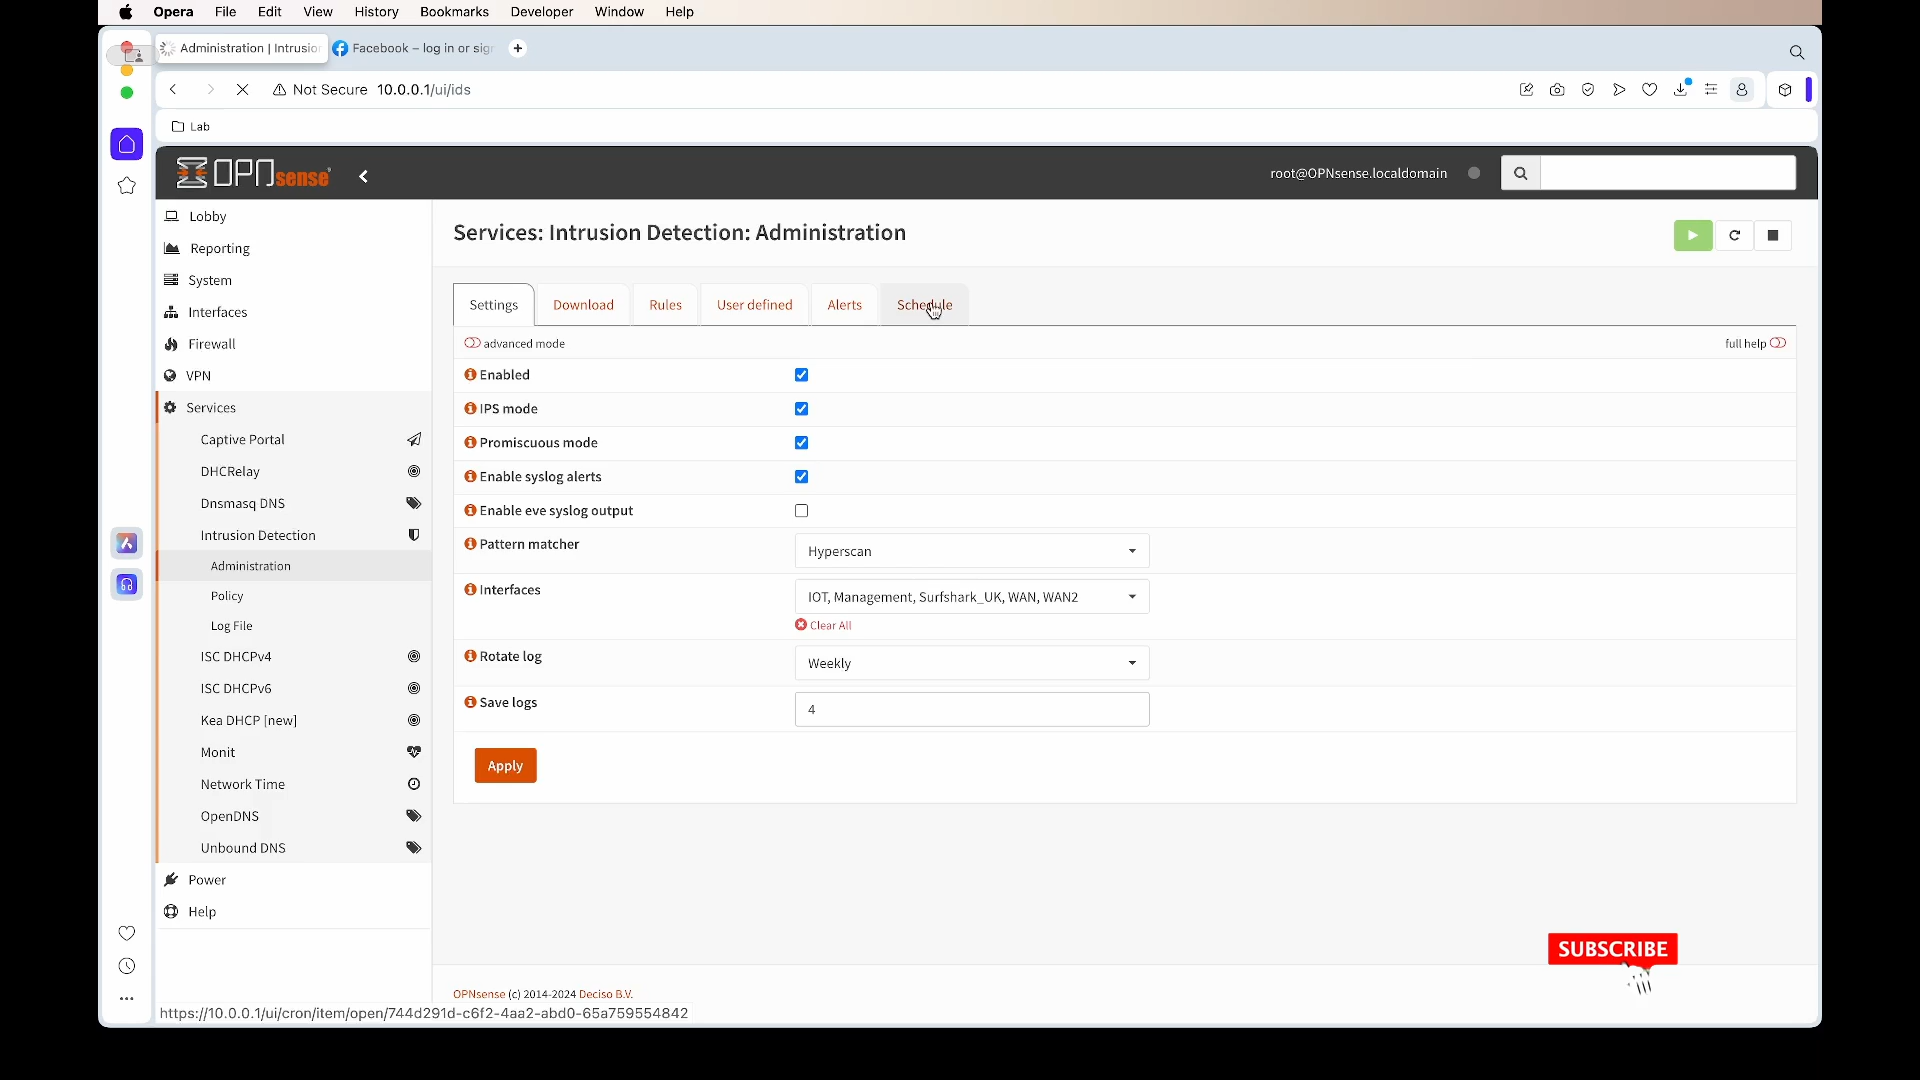 Opera File Edit View History Bookmarks Developer Window Help
Administration | Intrusio
Facebook – log in or sig
Not Secure 10.0.0.1/ui/ids
Lab
OPNsense
root@OPNsense.localdomain
Lobby
Reporting
System
Interfaces
Firewall
VPN
Services
Captive Portal
DHCRelay
Dnsmasq DNS
Intrusion Detection
Administration
Policy
Log File
ISC DHCPv4
ISC DHCPv6
Kea DHCP [new]
Monit
Network Time
OpenDNS
Unbound DNS
Power
Help
Services: Intrusion Detection: Administration
Settings Download Rules User defined Alerts Schedule
advanced mode
full help
Enabled
IPS mode
Promiscuous mode
Enable syslog alerts
Enable eve syslog output
Pattern matcher
Hyperscan
Interfaces
IOT, Management, Surfshark_UK, WAN, WAN2
Clear All
Rotate log
Weekly
Save logs
4
Apply
SUBSCRIBE
OPNsense (c) 2014-2024 Deciso B.V.
https://10.0.0.1/ui/cron/item/open/744d291d-c6f2-4aa2-abd0-65a759554842